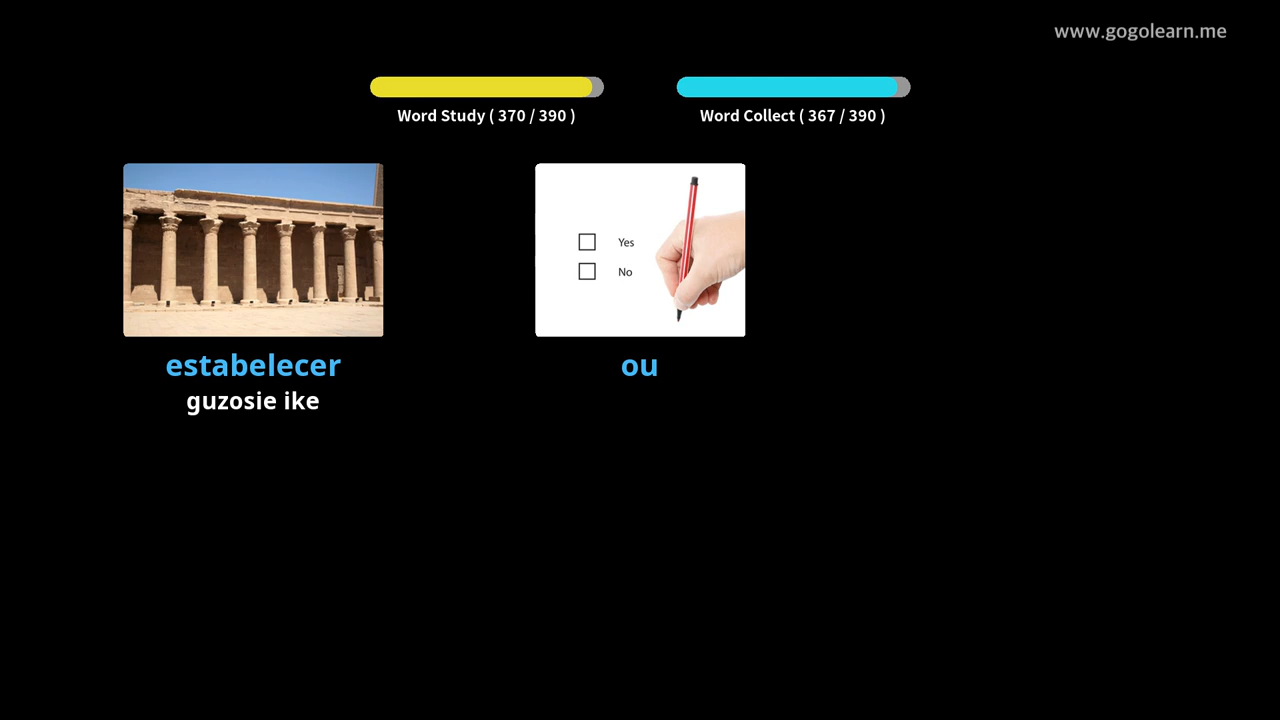 www.gogolearn.me
Word Study ( 370 / 390 )
Word Collect ( 367 / 390 )
Yes
No
estabelecer
guzosie ike
ou